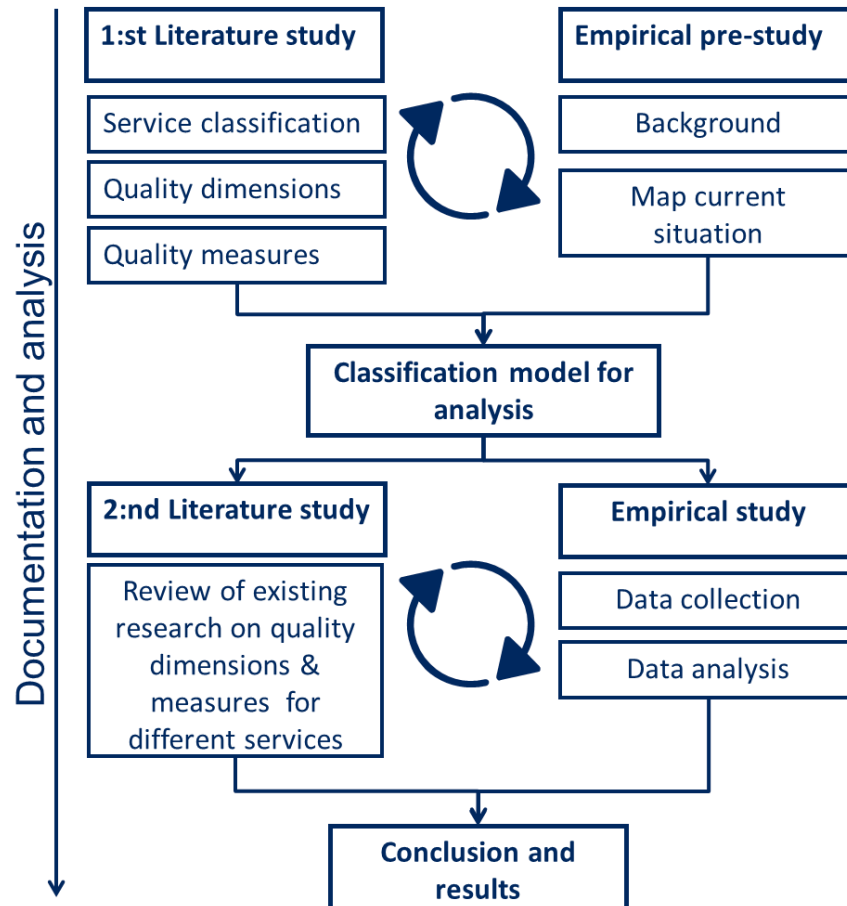 Documentation and analysis
1:st Literature study
Service classification
Quality dimensions
Quality measures
Empirical pre-study
Background
Map current
situation
Classification model for
analysis
2:nd Literature study
Review of existing
research on quality
dimensions &
measures for
different services
Empirical study
Data collection
Data analysis
Conclusion and
results